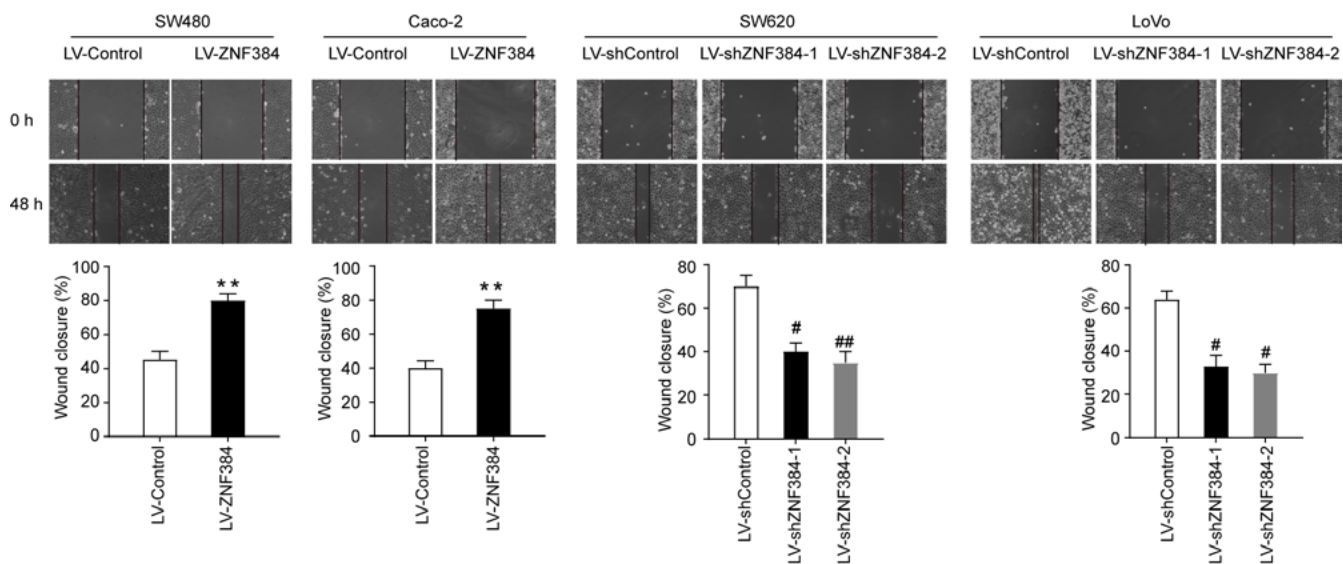 SW480 Caco-2 SW620 LoVo
LV-Control LV-ZNF384 LV-Control LV-ZNF384 LV-shControl LV-shZNF384-1 LV-shZNF384-2 LV-shControl LV-shZNF384-1 LV-shZNF384-2
0 h
48 h
Wound closure (%)
100
80
60
40
20
0
**
LV-Control
LV-ZNF384
Wound closure (%)
100
80
60
40
20
0
**
LV-Control
LV-ZNF384
Wound closure (%)
80
60
40
20
0
#
##
LV-shControl
LV-shZNF384-1
LV-shZNF384-2
Wound closure (%)
80
60
40
20
0
#
#
LV-shControl
LV-shZNF384-1
LV-shZNF384-2